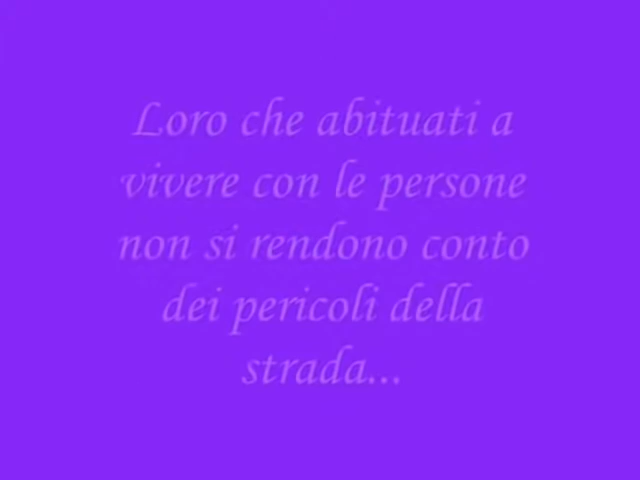 Loro che abituati a
vivere con le persone
non si rendono conto
dei pericoli della
strada...